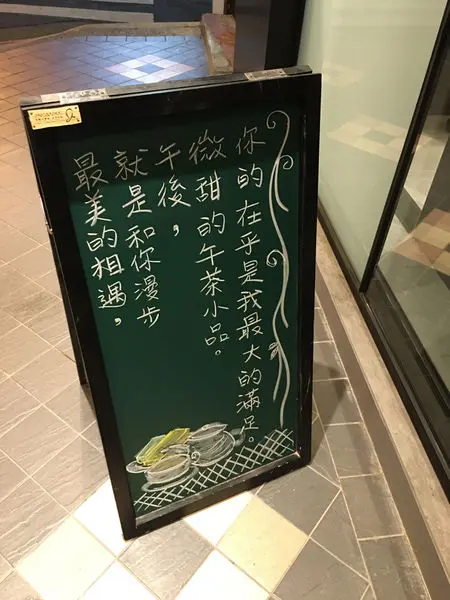 最美的相遇，
就是和你漫步
午後，
微甜的午茶小品。
你的在乎是我最大的滿足。